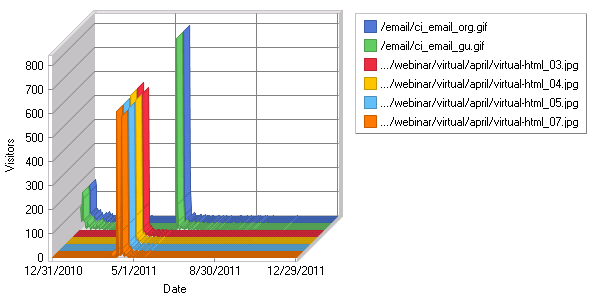 /email/ci_email_org.gif
/email/ci_email_gu.gif
.../webinar/virtual/april/virtual-html_03.jpg
.../webinar/virtual/april/virtual-html_04.jpg
.../webinar/virtual/april/virtual-html_05.jpg
.../webinar/virtual/april/virtual-html_07.jpg
Visitors
800
700
600
500
400
300
200
100
0
12/31/2010 5/1/2011 8/30/2011 12/29/2011
Date